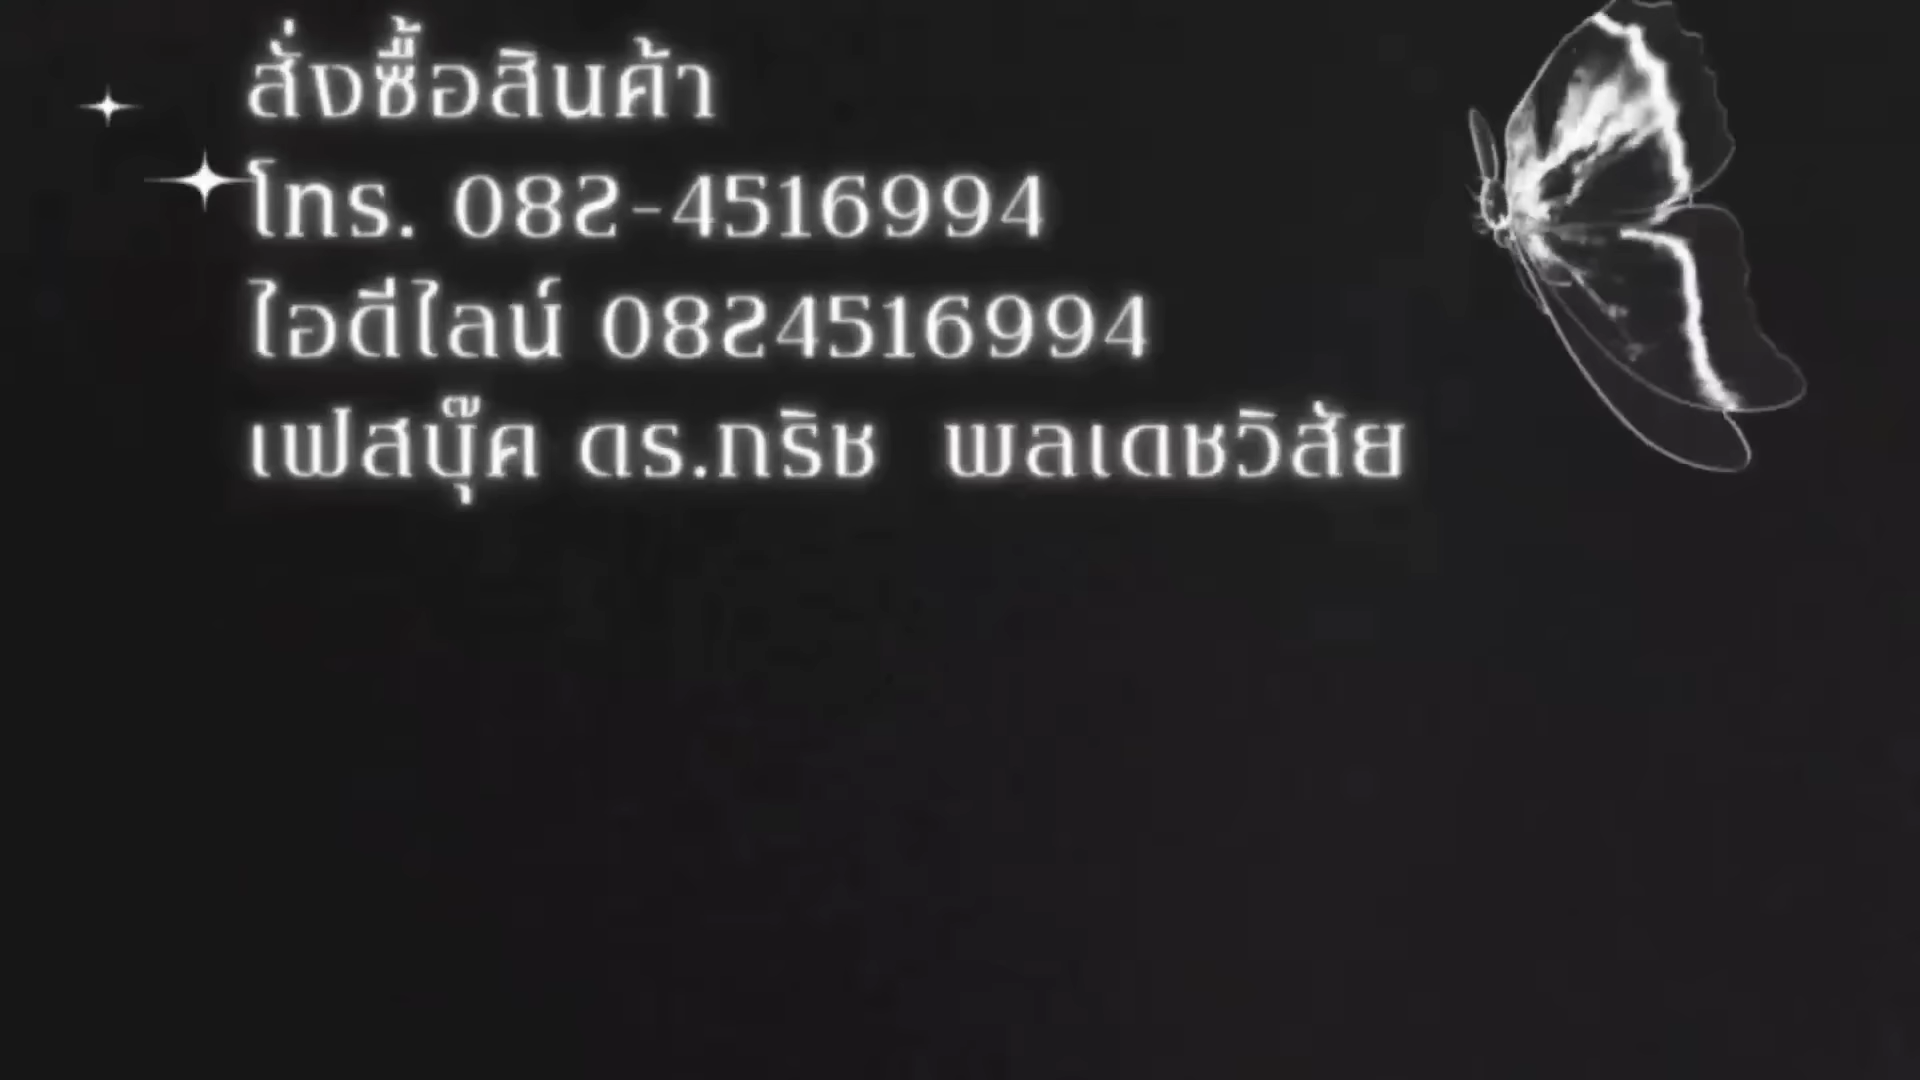 สั่งซื้อสินค้า
โทร. 082-4516994
ไอดีไลน์ 0824516994
เฟสบุ๊ค ดร.กริช พลเดชวิสัย